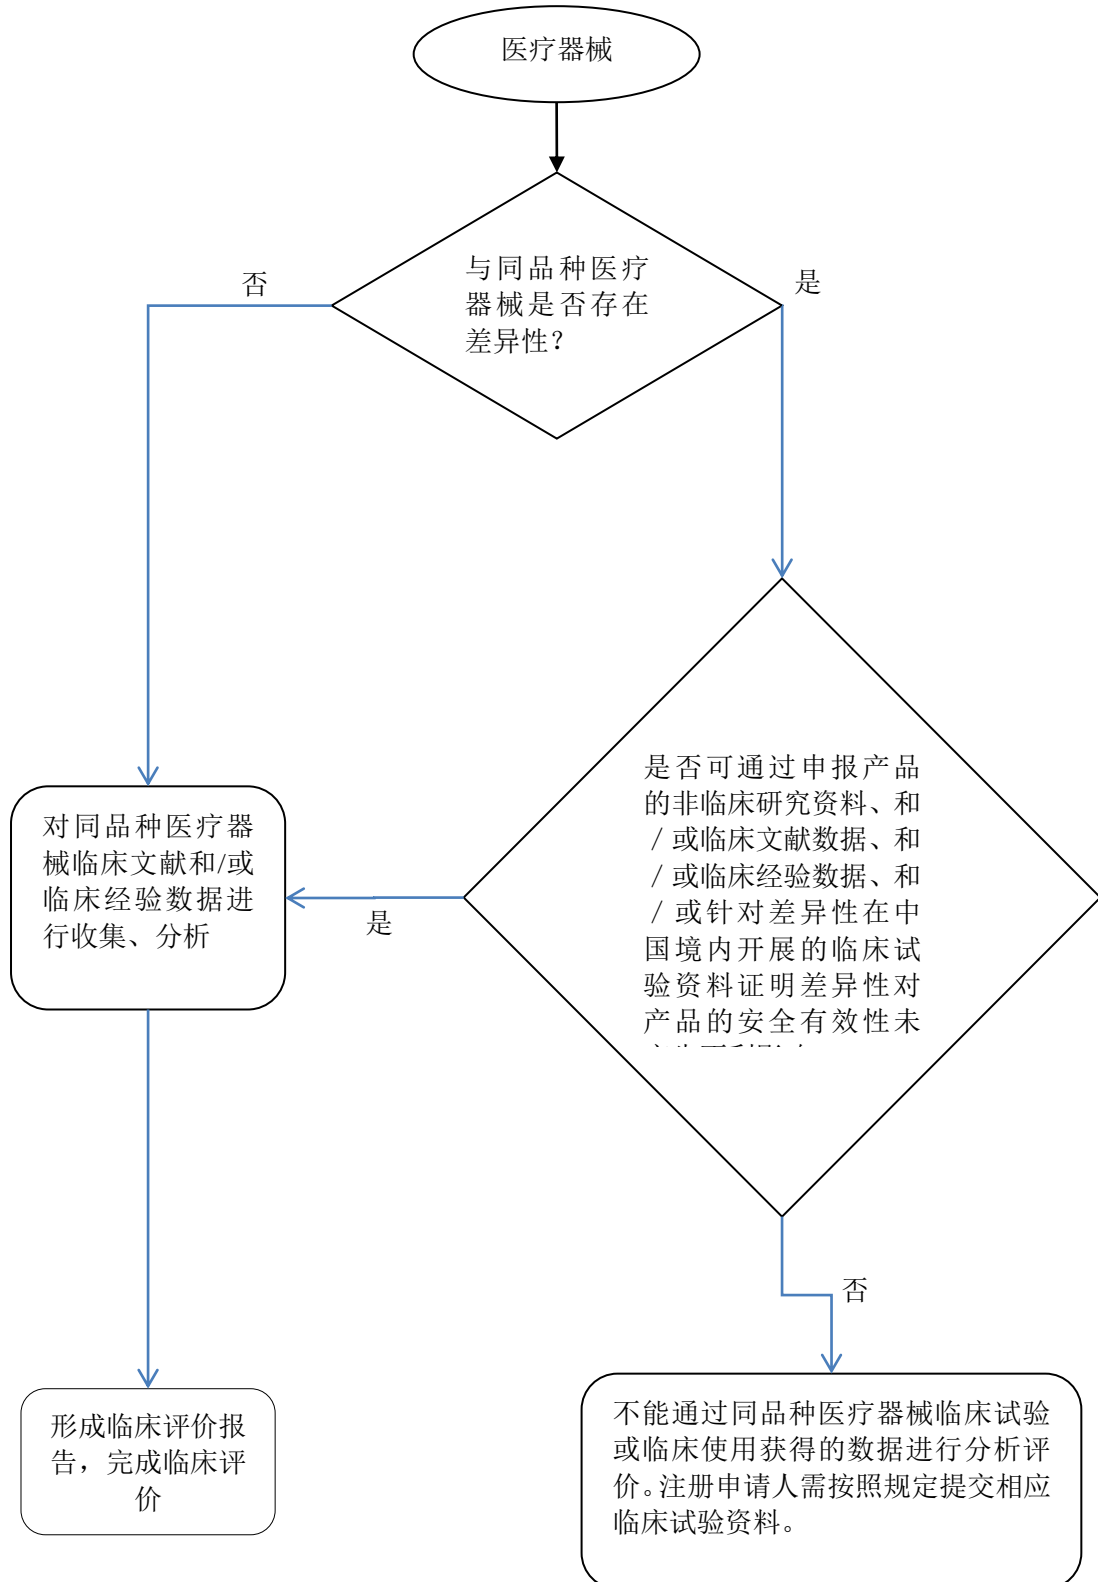 医疗器械
与同品种医疗
器械是否存在
差异性？
否
是
是否可通过申报产品
的非临床研究资料、和
/或临床文献数据、和
/或临床经验数据、和
/或针对差异性在中
国境内开展的临床试
验资料证明差异性对
产品的安全有效性未
对同品种医疗器
械临床文献和/或
临床经验数据进
行收集、分析
是
否
形成临床评价报
告，完成临床评
价
不能通过同品种医疗器械临床试验
或临床使用获得的数据进行分析评
价。注册申请人需按照规定提交相应
临床试验资料。